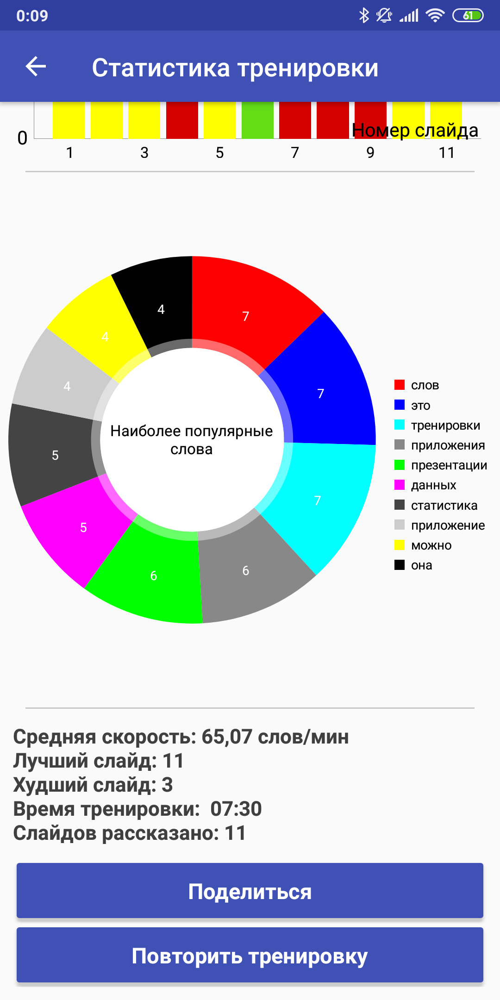 0:09
61
Статистика тренировки
0
Номер слайда
1 3 5 7 9 11
4
7
4
7
4
5
7
5
6
6
Наиболее популярные
слова
слов
это
тренировки
приложения
презентации
данных
статистика
приложение
можно
она
Средняя скорость: 65,07 слов/мин
Лучший слайд: 11
Худший слайд: 3
Время тренировки: 07:30
Слайдов рассказано: 11
Поделиться
Повторить тренировку